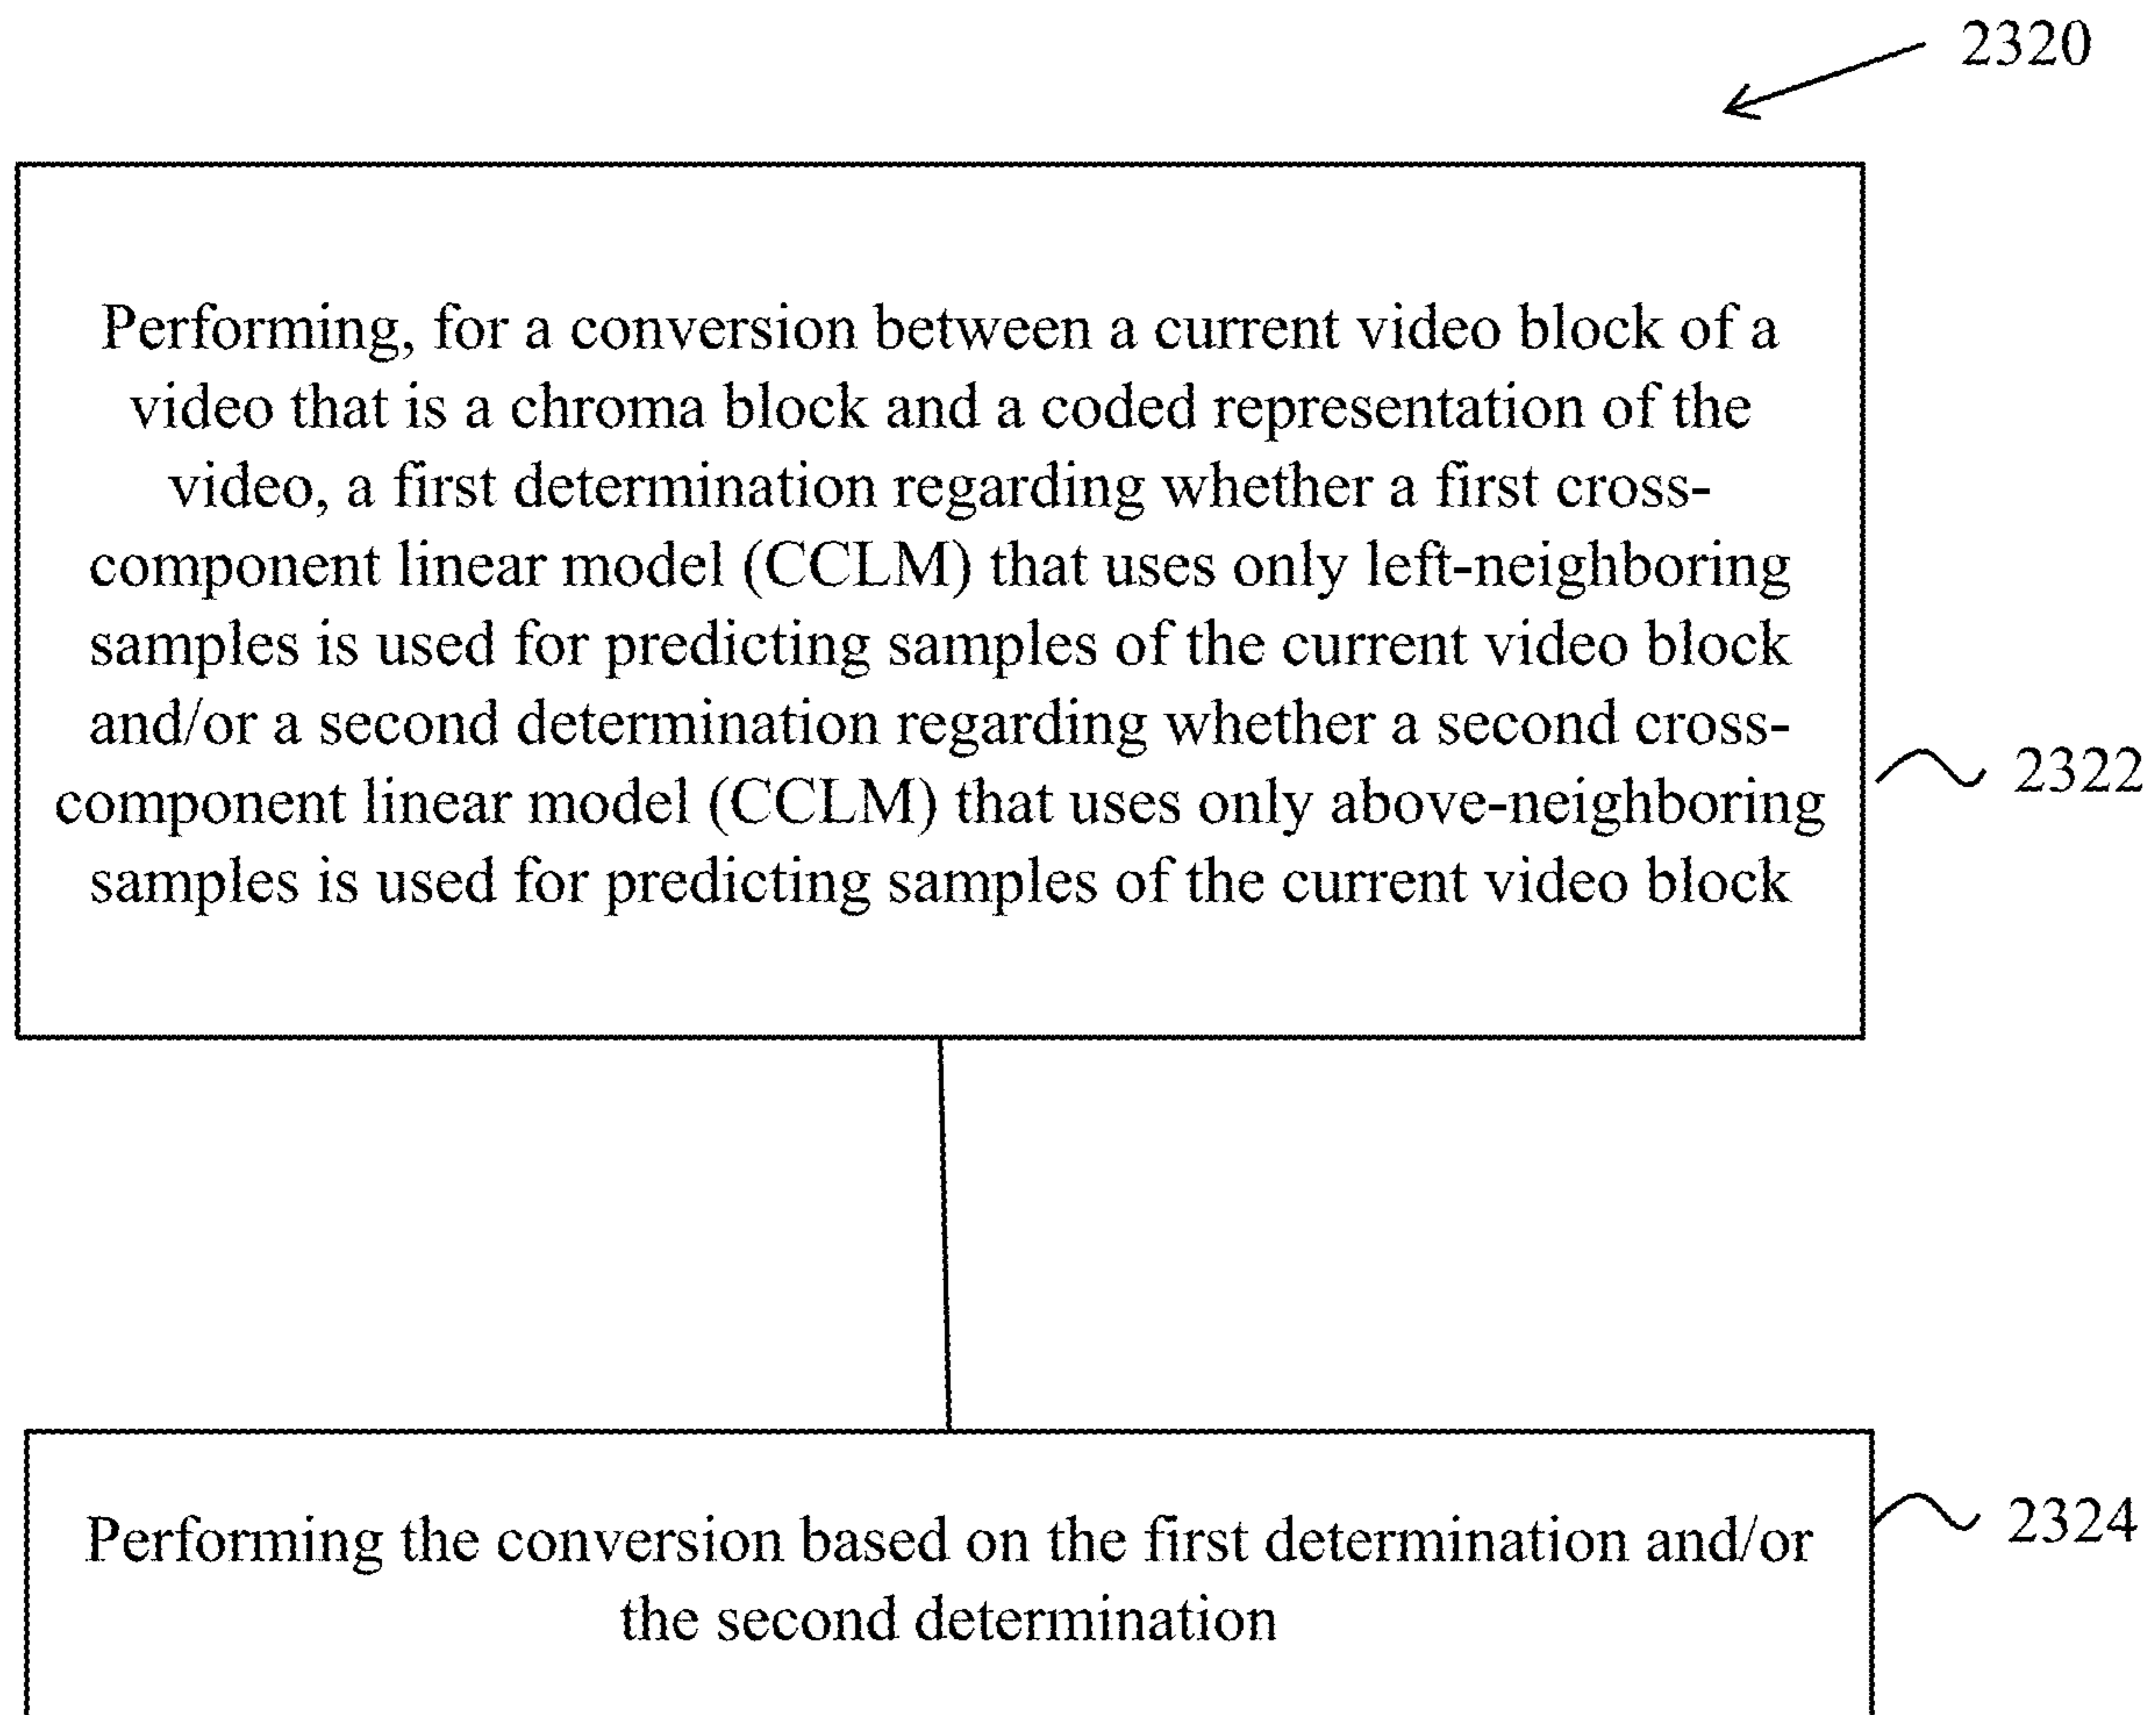 2320
Performing, for a conversion between a current video block of a
video that is a chroma block and a coded representation of the
video, a first determination regarding whether a first cross-
component linear model (CCLM) that uses only left-neighboring
samples is used for predicting samples of the current video block
and/or a second determination regarding whether a second cross-
component linear model (CCLM) that uses only above-neighboring
samples is used for predicting samples of the current video block
2322
Performing the conversion based on the first determination and/or
the second determination
2324